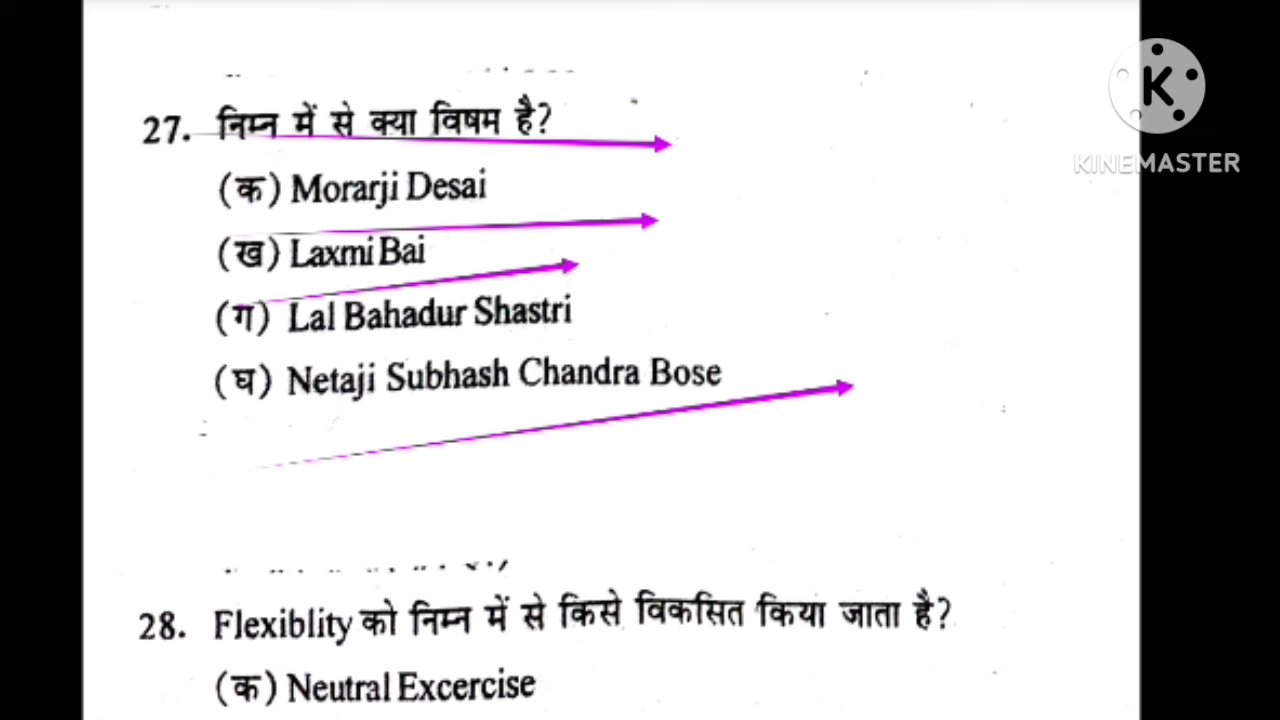 27. निम्न में से क्या विषम है?
(क) Morarji Desai
(ख) Laxmi Bai
(ग) Lal Bahadur Shastri
(घ) Netaji Subhash Chandra Bose
28. Flexiblity को निम्न में से किसे विकसित किया जाता है?
(क) Neutral Excercise
K
KINEMASTER